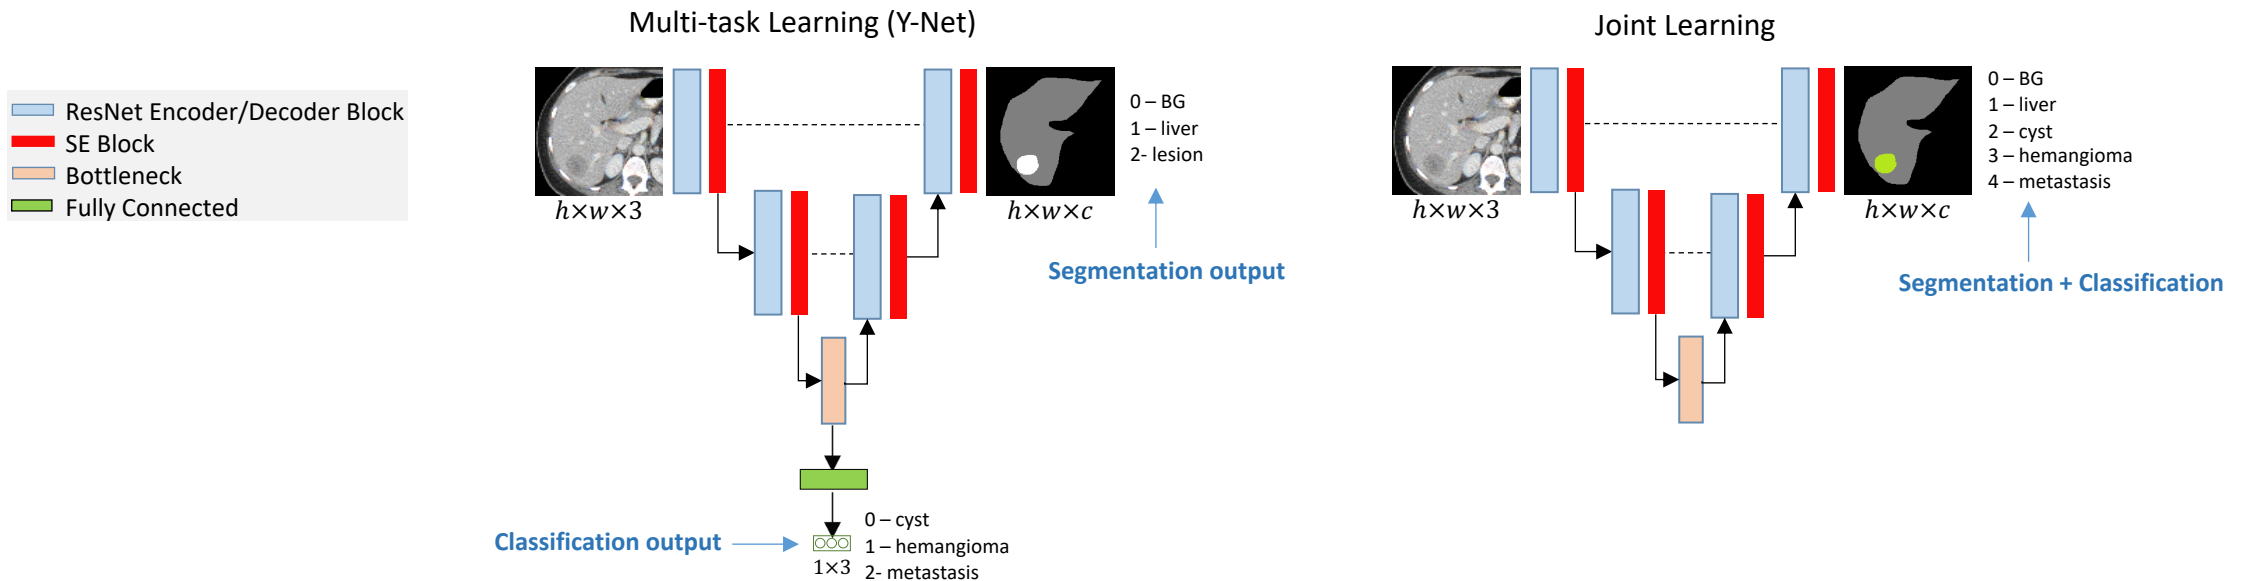 Multi-task Learning (Y-Net)
Joint Learning
ResNet Encoder/Decoder Block
SE Block
Bottleneck
Fully Connected
h×w×3
h×w×c
0 – BG
1 – liver
2- lesion
Segmentation output
Classification output
1×3
0 – cyst
1 – hemangioma
2- metastasis
h×w×3
h×w×c
0 – BG
1 – liver
2 – cyst
3 – hemangioma
4 – metastasis
Segmentation + Classification